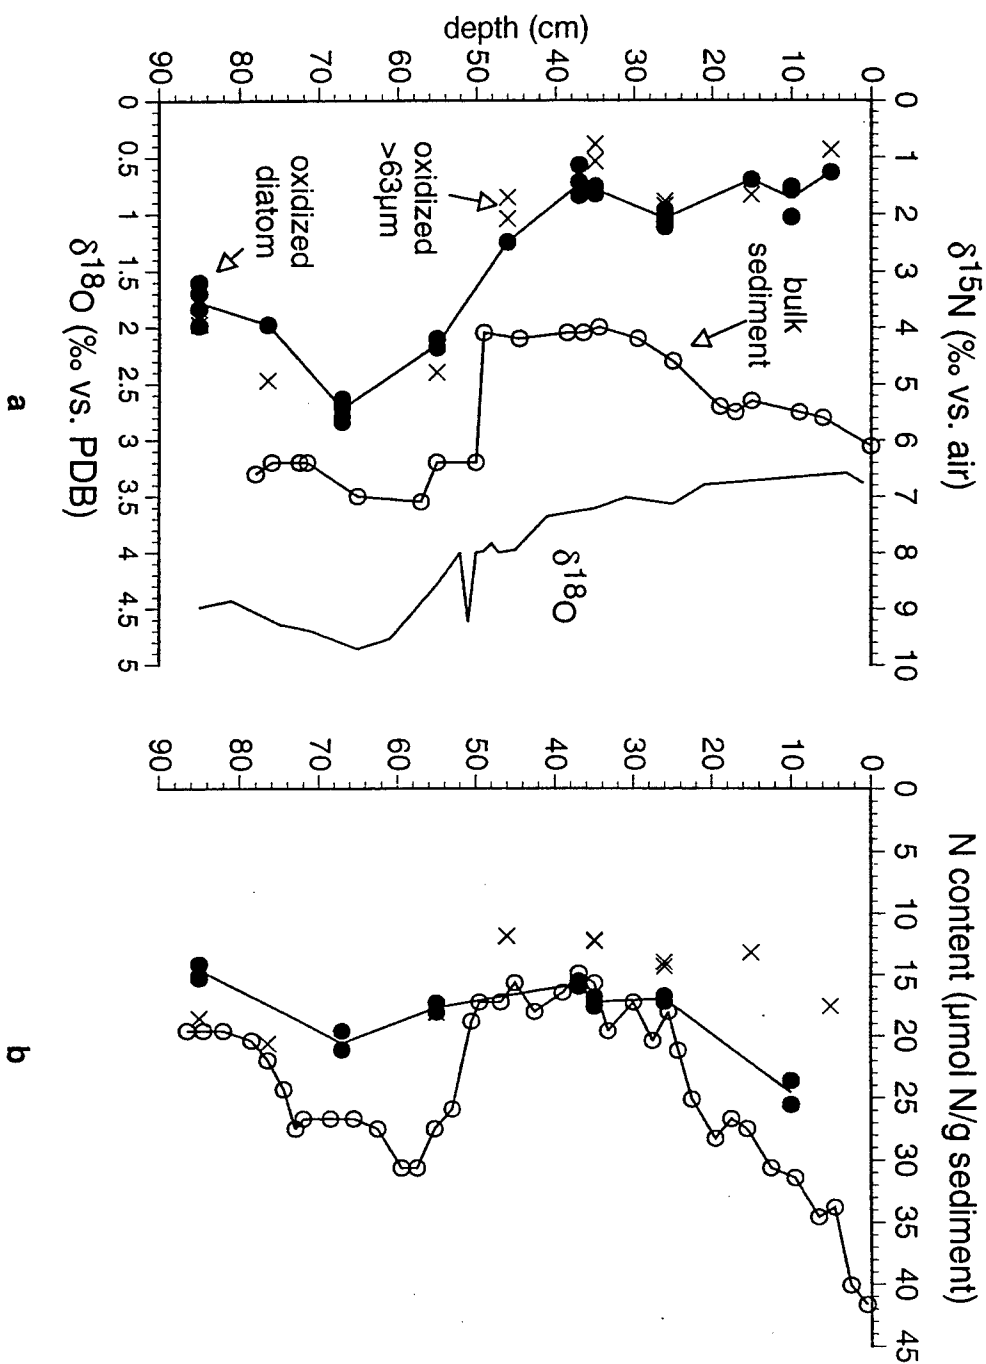 δ15N (‰ vs. air)
0 1 2 3 4 5 6 7 8 9 10
depth (cm)
0
10
20
30
40
50
60
70
80
90
bulk
sediment
oxidized
>63µm
oxidized
diatom
δ18O
0 0.5 1 1.5 2 2.5 3 3.5 4 4.5 5
δ18O (‰ vs. PDB)
a
N content (µmol N/g sediment)
0 5 10 15 20 25 30 35 40 45
0
10
20
30
40
50
60
70
80
90
b